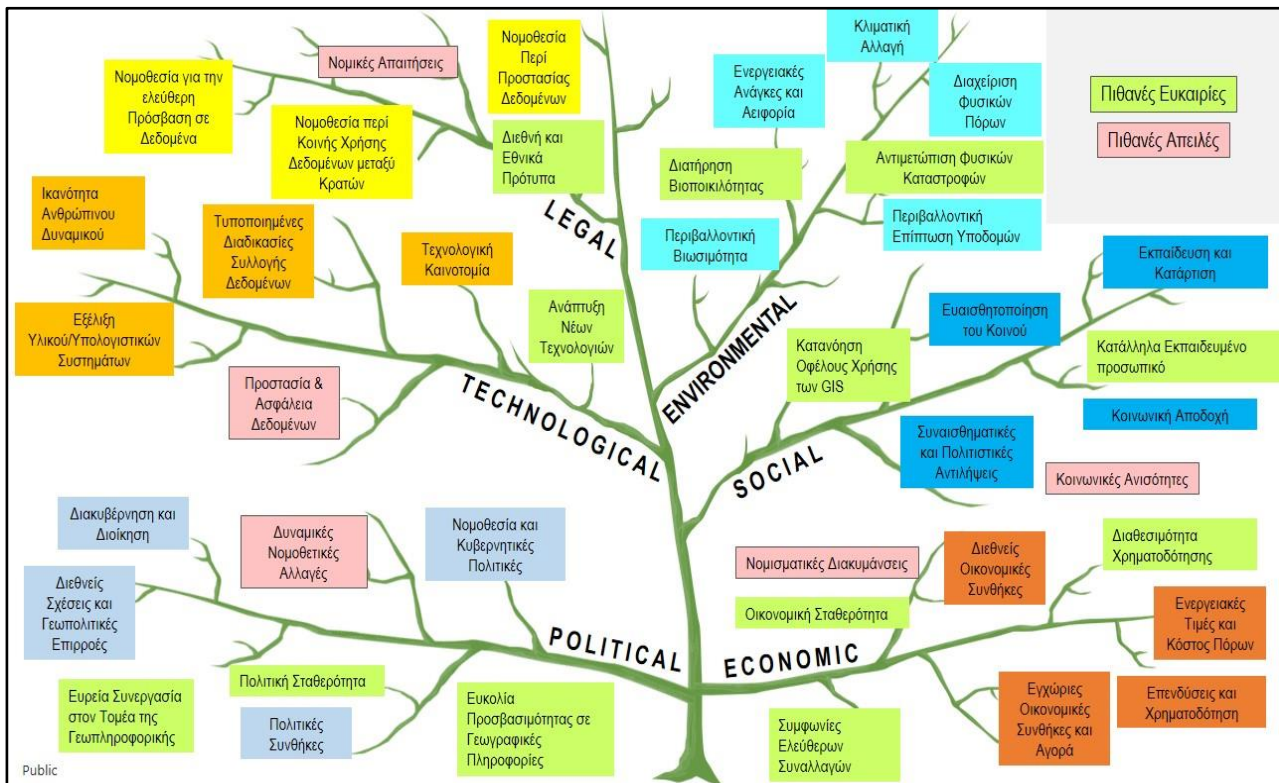 Νομοθεσία για την
ελεύθερη
Πρόσβαση σε
Δεδομένα
Νομικές Απαιτήσεις
Νομοθεσία περί
Κοινής Χρήσης
Δεδομένων μεταξύ
Κρατών
Νομοθεσία
Περί
Προστασίας
Δεδομένων
Διεθνή και
Εθνικά
Πρότυπα
LEGAL
Ενεργειακές
Ανάγκες και
Αειφορία
Κλιματική
Αλλαγή
Διαχείριση
Φυσικών
Πόρων
Διατήρηση
Βιοποικιλότητας
Αντιμετώπιση Φυσικών
Καταστροφών
Περιβαλλοντική
Βιωσιμότητα
Περιβαλλοντική
Επίπτωση Υποδομών
ENVIRONMENTAL
Πιθανές Ευκαιρίες
Πιθανές Απειλές
Ικανότητα
Ανθρώπινου
Δυναμικού
Τυποποιημένες
Διαδικασίες
Συλλογής
Δεδομένων
Τεχνολογική
Καινοτομία
Εξέλιξη
Υλικού/Υπολογιστικών
Συστημάτων
Ανάπτυξη
Νέων
Τεχνολογιών
Προστασία &
Ασφάλεια
Δεδομένων
TECHNOLOGICAL
Εκπαίδευση και
Κατάρτιση
Ευαισθητοποίηση
του Κοινού
Κατανόηση
Οφέλους Χρήσης
των GIS
Κατάλληλα Εκπαιδευμένο
προσωπικό
Κοινωνική Αποδοχή
Συναισθηματικές
και Πολιτιστικές
Αντιλήψεις
Κοινωνικές Ανισότητες
SOCIAL
Διακυβέρνηση και
Διοίκηση
Δυναμικές
Νομοθετικές
Αλλαγές
Νομοθεσία και
Κυβερνητικές
Πολιτικές
Διεθνείς
Σχέσεις και
Γεωπολιτικές
Επιρροές
POLITICAL
Πολιτική Σταθερότητα
Ευρεία Συνεργασία
στον Τομέα της
Γεωπληροφορικής
Πολιτικές
Συνθήκες
Ευκολία
Προσβασιμότητας σε
Γεωγραφικές
Πληροφορίες
Νομισματικές Διακυμάνσεις
Διεθνείς
Οικονομικές
Συνθήκες
Διαθεσιμότητα
Χρηματοδότησης
Οικονομική Σταθερότητα
Ενεργειακές
Τιμές και
Κόστος Πόρων
ECONOMIC
Συμφωνίες
Ελεύθερων
Συναλλαγών
Εγχώριες
Οικονομικές
Συνθήκες και
Αγορά
Επενδύσεις και
Χρηματοδότηση
Public